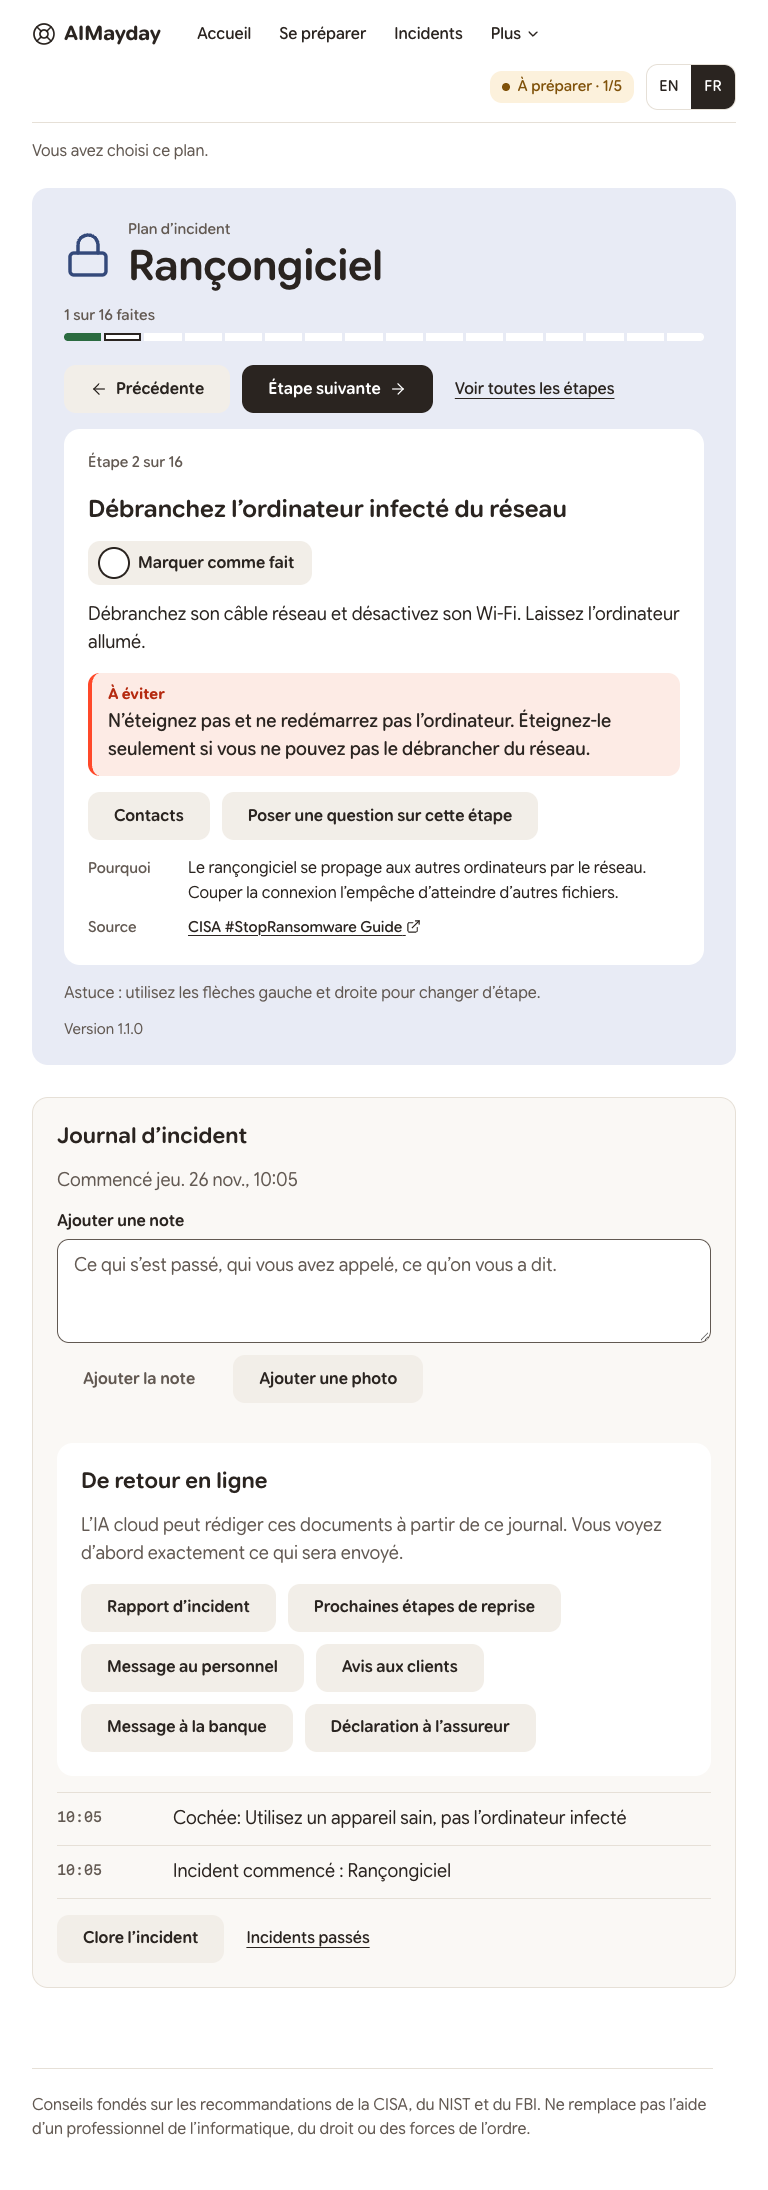 AIMayday
Accueil
Se préparer
Incidents
Plus
À préparer · 1/5
EN
FR
Vous avez choisi ce plan.
Plan d’incident
Rançongiciel
1 sur 16 faites
Précédente
Étape suivante
Voir toutes les étapes
Étape 2 sur 16
Débranchez l’ordinateur infecté du réseau
Marquer comme fait
Débranchez son câble réseau et désactivez son Wi-Fi. Laissez l’ordinateur
allumé.
À éviter
N’éteignez pas et ne redémarrez pas l’ordinateur. Éteignez-le
seulement si vous ne pouvez pas le débrancher du réseau.
Contacts
Poser une question sur cette étape
Pourquoi
Le rançongiciel se propage aux autres ordinateurs par le réseau.
Couper la connexion l’empêche d’atteindre d’autres fichiers.
Source
CISA #StopRansomware Guide
Astuce : utilisez les flèches gauche et droite pour changer d’étape.
Version 1.1.0
Journal d’incident
Commencé jeu. 26 nov., 10:05
Ajouter une note
Ce qui s’est passé, qui vous avez appelé, ce qu’on vous a dit.
Ajouter la note
Ajouter une photo
De retour en ligne
L’IA cloud peut rédiger ces documents à partir de ce journal. Vous voyez
d’abord exactement ce qui sera envoyé.
Rapport d’incident
Prochaines étapes de reprise
Message au personnel
Avis aux clients
Message à la banque
Déclaration à l’assureur
10:05
Cochée: Utilisez un appareil sain, pas l’ordinateur infecté
10:05
Incident commencé : Rançongiciel
Clore l’incident
Incidents passés
Conseils fondés sur les recommandations de la CISA, du NIST et du FBI. Ne remplace pas l’aide
d’un professionnel de l’informatique, du droit ou des forces de l’ordre.